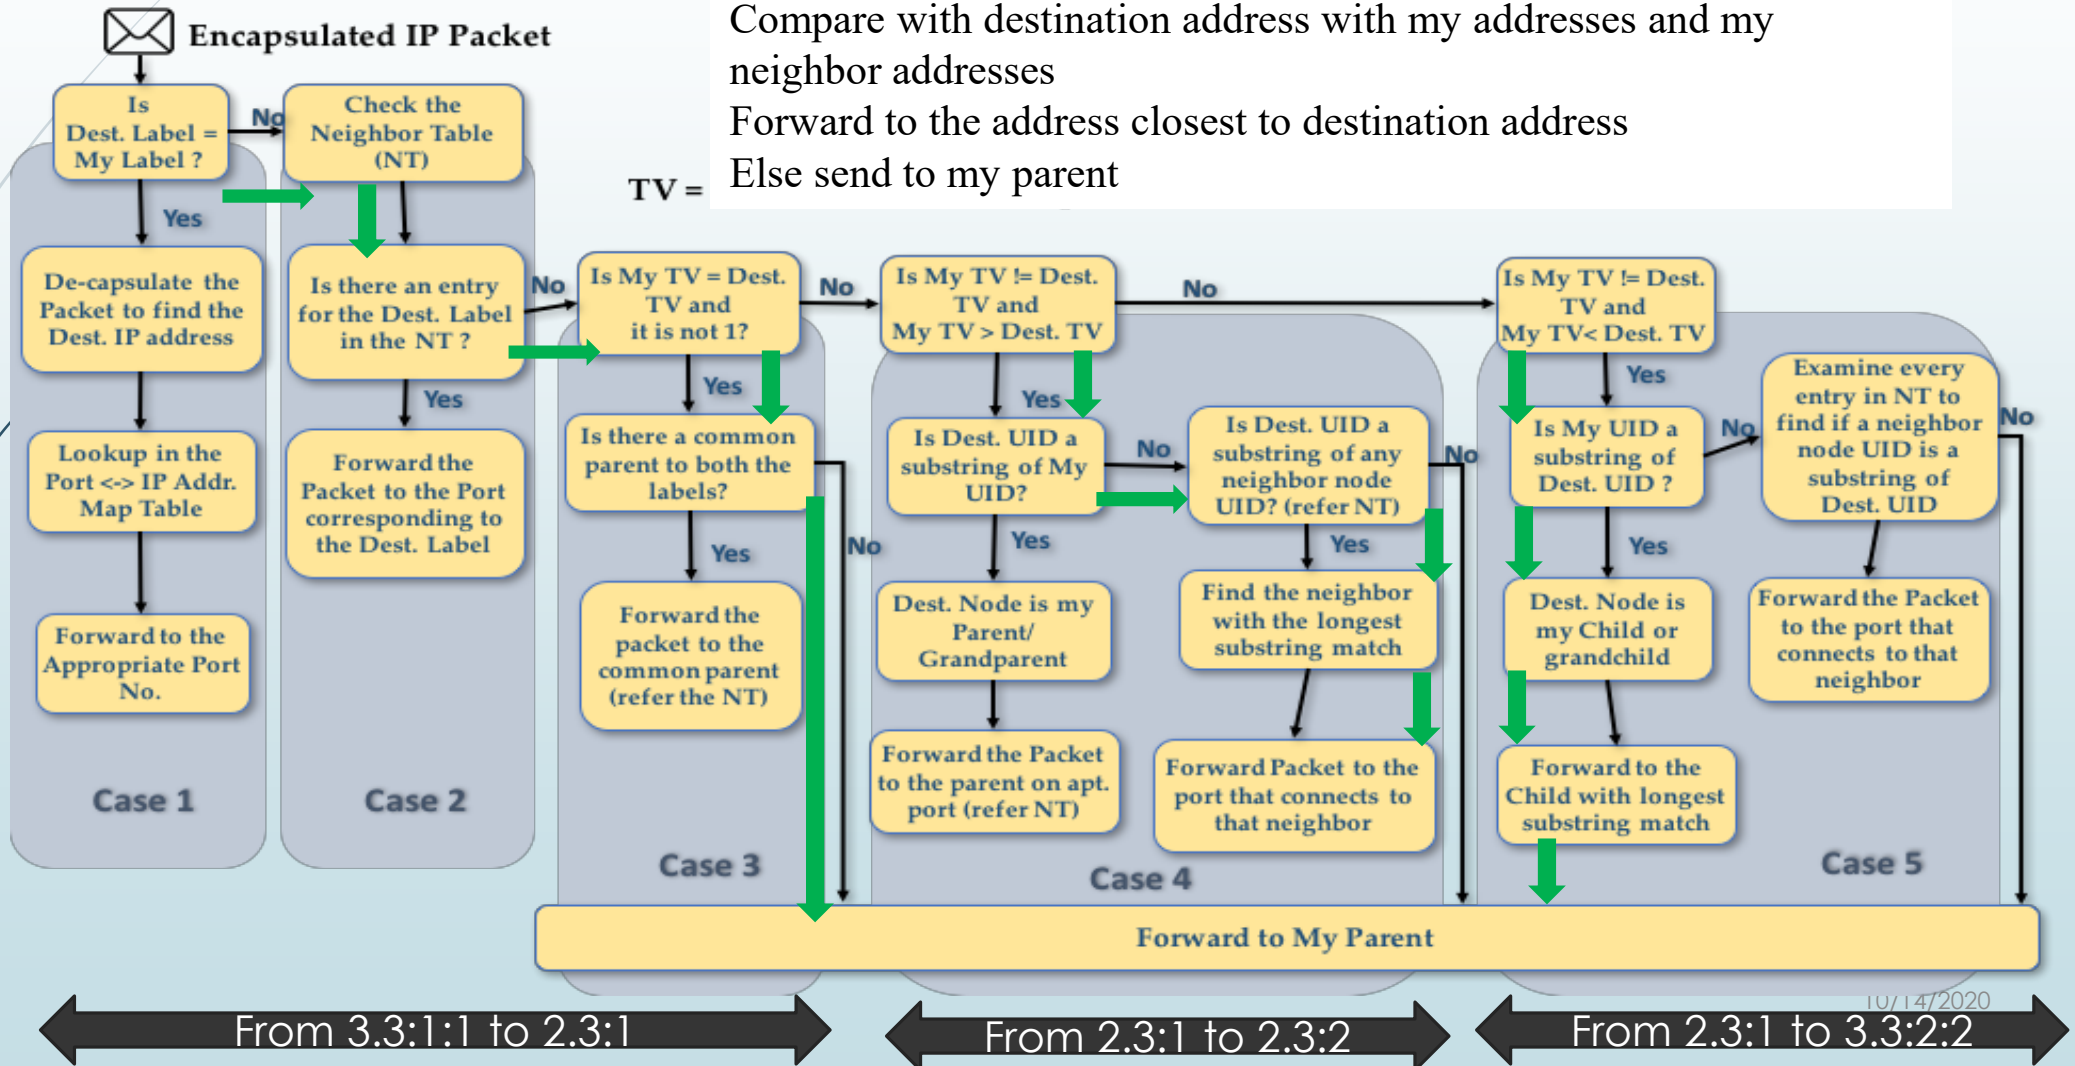 Encapsulated IP Packet
Compare with destination address with my addresses and my
neighbor addresses
Forward to the address closest to destination address
Else send to my parent
TV =
Is
Dest. Label =
My Label ?
No
Yes
De-capsulate the
Packet to find the
Dest. IP address
Lookup in the
Port <-> IP Addr.
Map Table
Forward to the
Appropriate Port
No.
Case 1
Check the
Neighbor Table
(NT)
Is there an entry
for the Dest. Label
in the NT ?
No
Yes
Forward the
Packet to the Port
corresponding to
the Dest. Label
Case 2
Is My TV = Dest.
TV and
it is not 1?
No
Yes
Is there a common
parent to both the
labels?
No
Yes
Forward the
packet to the
common parent
(refer the NT)
Case 3
Is My TV != Dest.
TV and
My TV > Dest. TV
No
Yes
Is Dest. UID a
substring of My
UID?
No
Yes
Dest. Node is my
Parent/
Grandparent
Forward the Packet
to the parent on apt.
port (refer NT)
Is Dest. UID a
substring of any
neighbor node
UID? (refer NT)
No
Yes
Find the neighbor
with the longest
substring match
Forward Packet to the
port that connects to
that neighbor
Case 4
Is My TV != Dest.
TV and
My TV< Dest. TV
Yes
Is My UID a
substring of
Dest. UID ?
No
Yes
Dest. Node is
my Child or
grandchild
Forward to the
Child with longest
substring match
Examine every
entry in NT to
find if a neighbor
node UID is a
substring of
Dest. UID
No
Forward the Packet
to the port that
connects to that
neighbor
Case 5
Forward to My Parent
10/14/2020
From 3.3:1:1 to 2.3:1
From 2.3:1 to 2.3:2
From 2.3:1 to 3.3:2:2